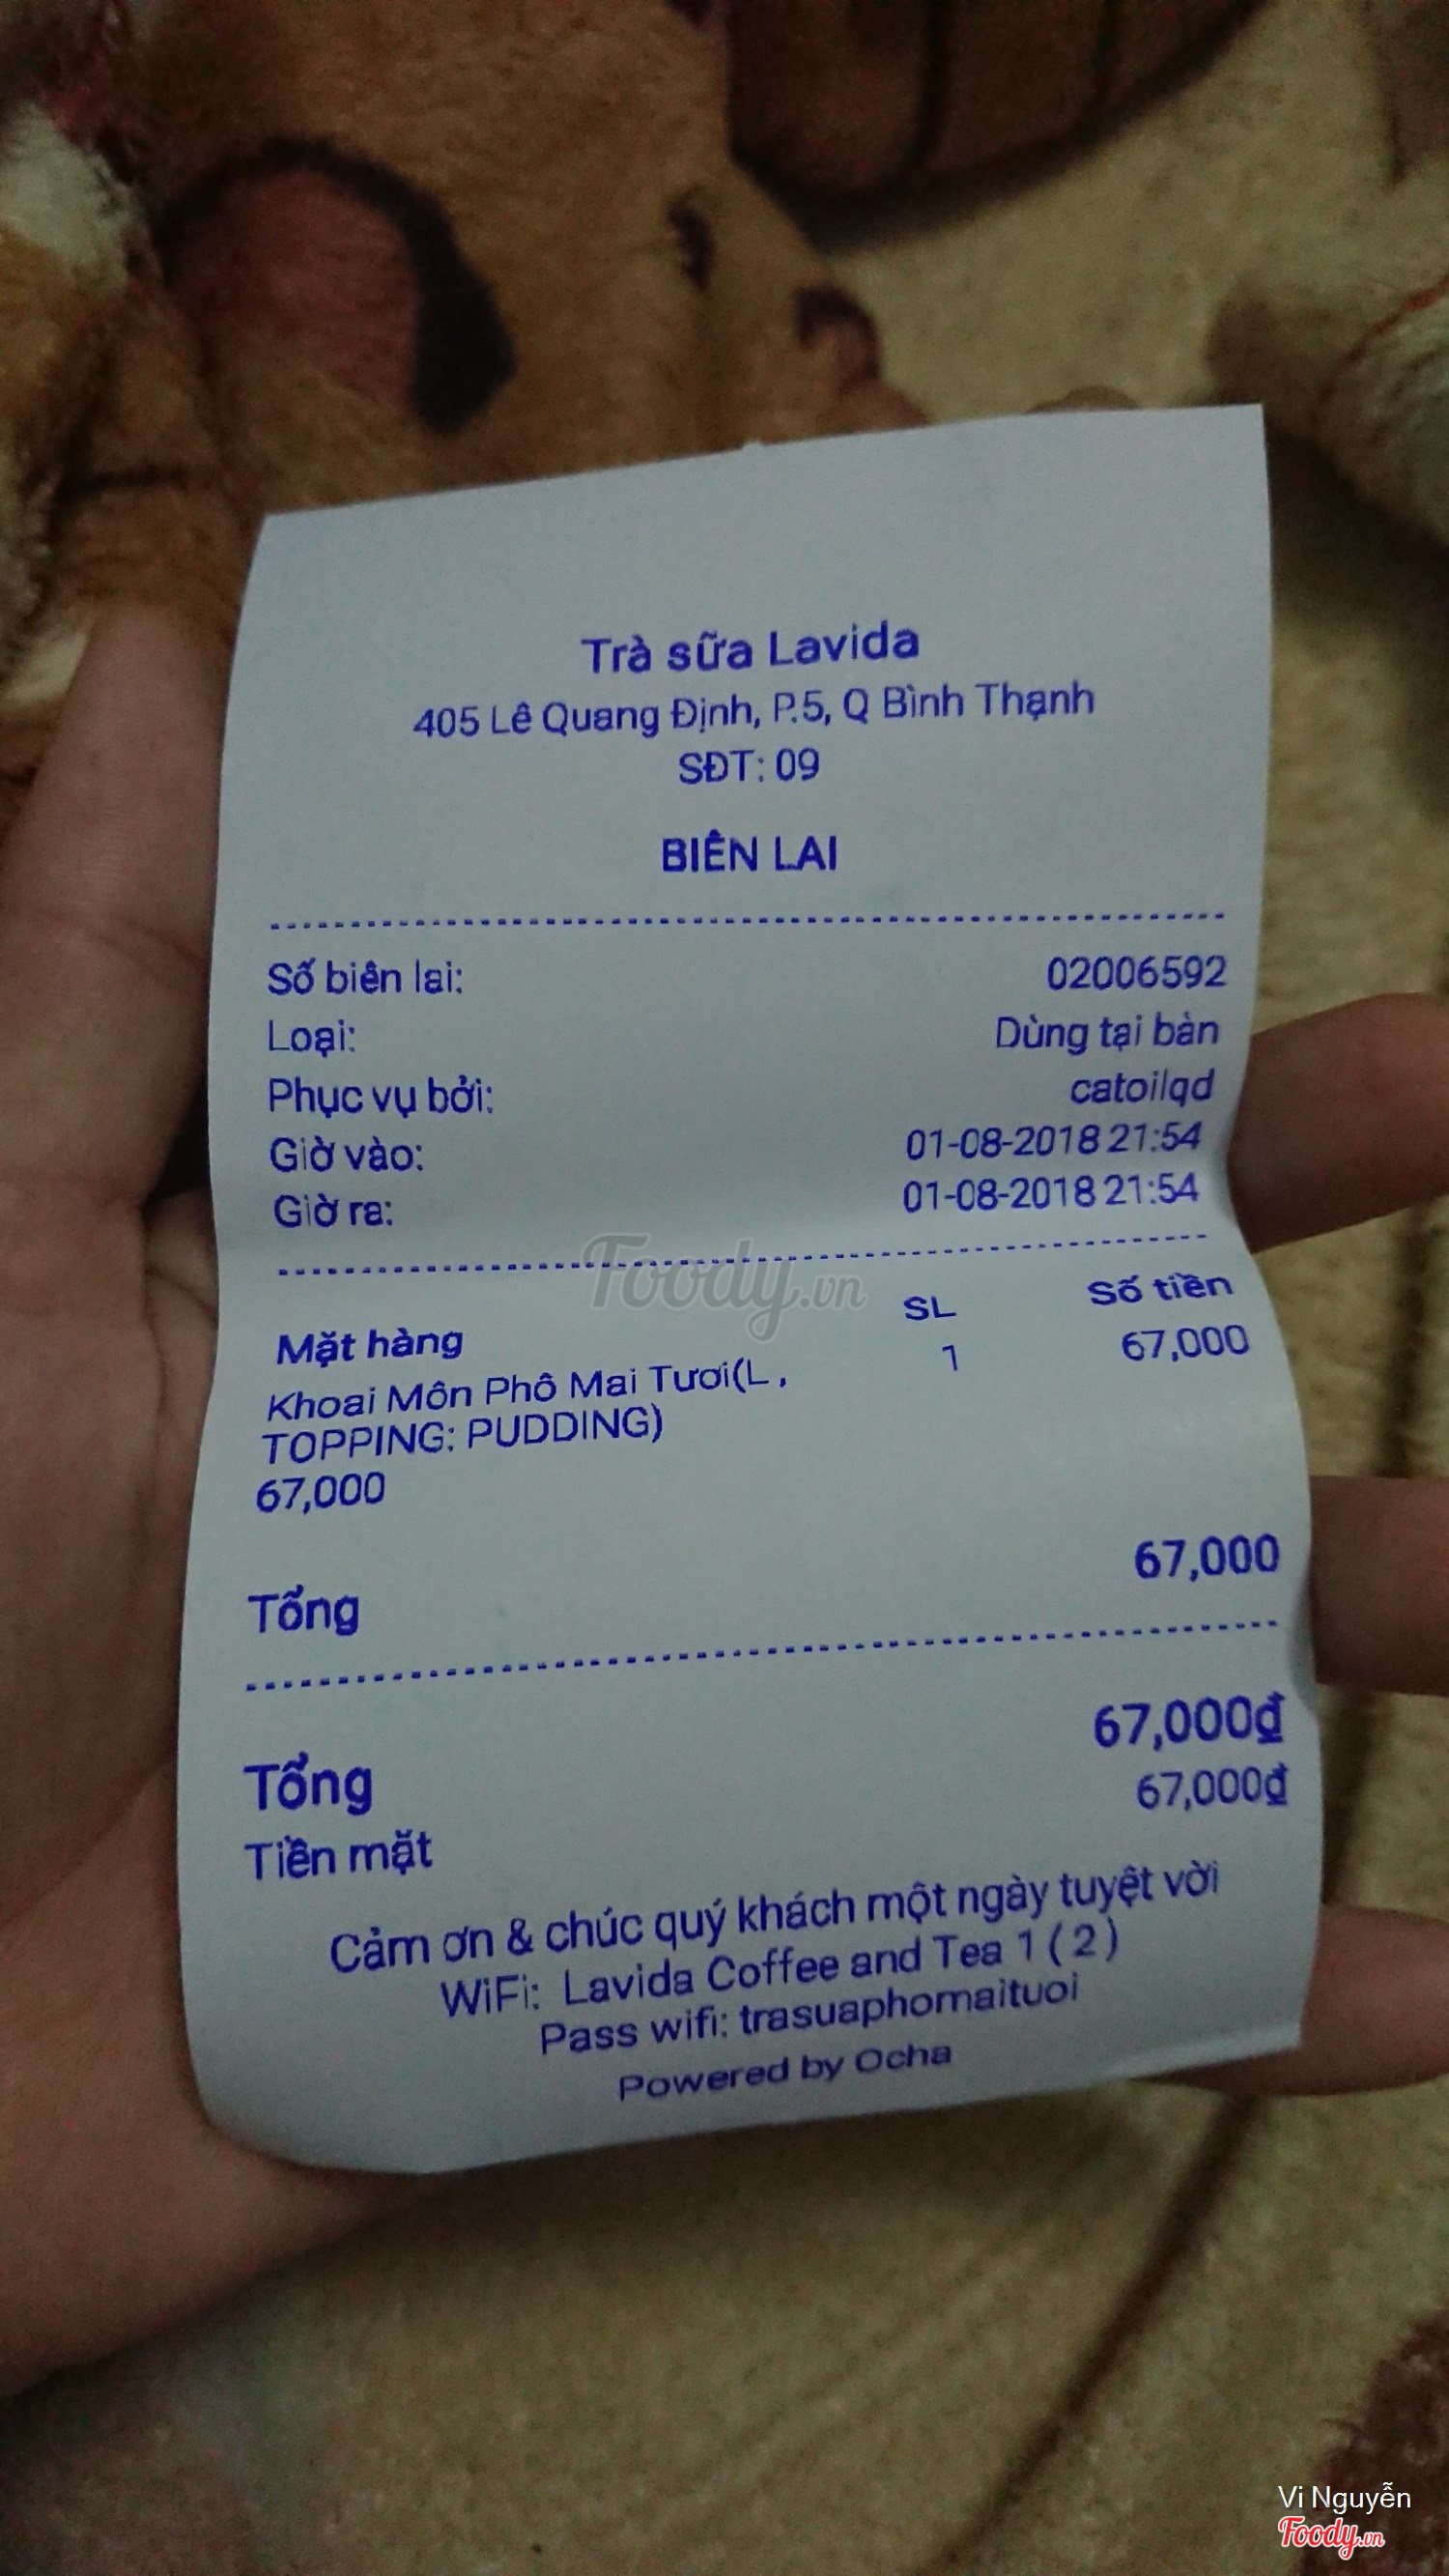 Trà sữa Lavida
405 Lê Quang Định, P.5, Q Bình Thạnh
SĐT: 09
BIÊN LAI
Số biên lai: 02006592
Loại: Dùng tại bàn
Phục vụ bởi: catoilqd
Giờ vào: 01-08-2018 21:54
Giờ ra: 01-08-2018 21:54
Foody.vn
Mặt hàng SL Số tiền
Khoai Môn Phô Mai Tươi(L, 1 67,000
TOPPING: PUDDING)
67,000
Tổng 67,000
Tổng 67,000₫
Tiền mặt 67,000₫
Cảm ơn & chúc quý khách một ngày tuyệt vời
WiFi: Lavida Coffee and Tea 1 ( 2 )
Pass wifi: trasuaphomaituoi
Powered by Ocha
Vi Nguyễn
Foody.vn